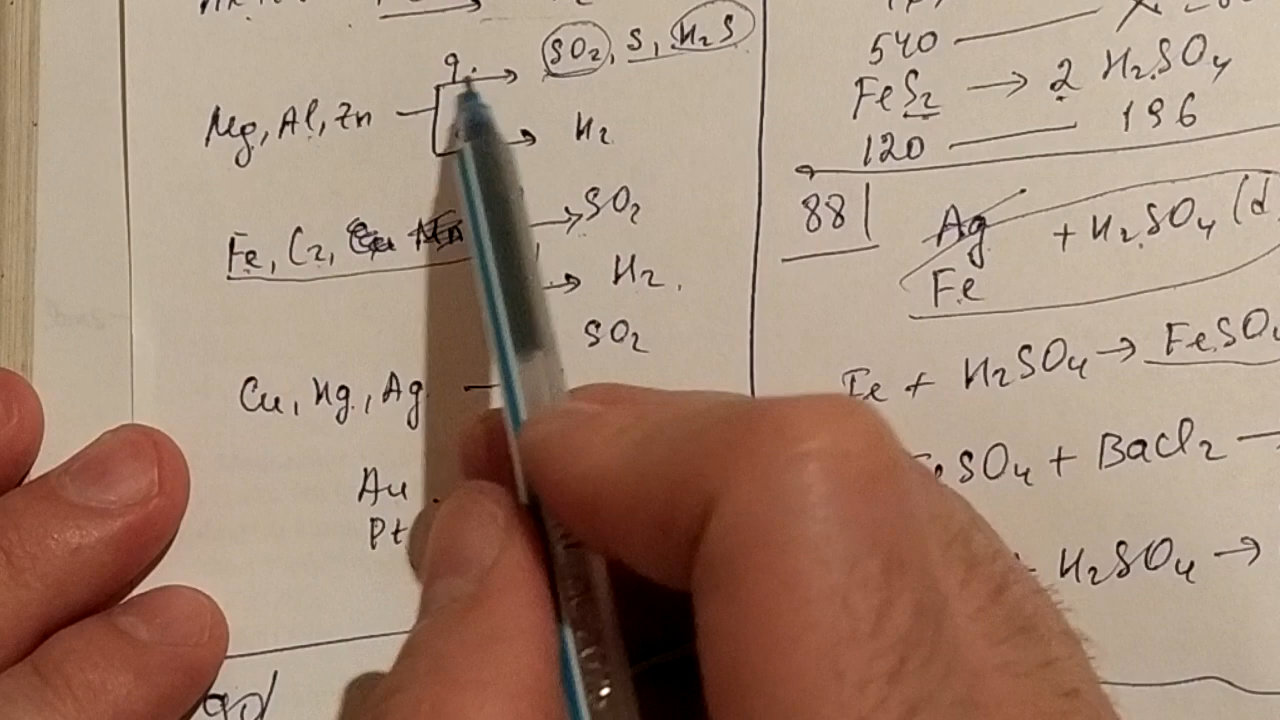 q.
SO₂, S, H₂S
Mg, Al, Zn
H₂
Fe, Cr,
SO₂
H₂.
SO₂
Cu, Hg, Ag
Au
Pt
540
FeS₂ → 2 H₂SO₄
120 196
88|
Ag + H₂SO₄ (d
Fe
Fe + H₂SO₄ → FeSO₄
SO₄ + BaCl₂
H₂SO₄ →